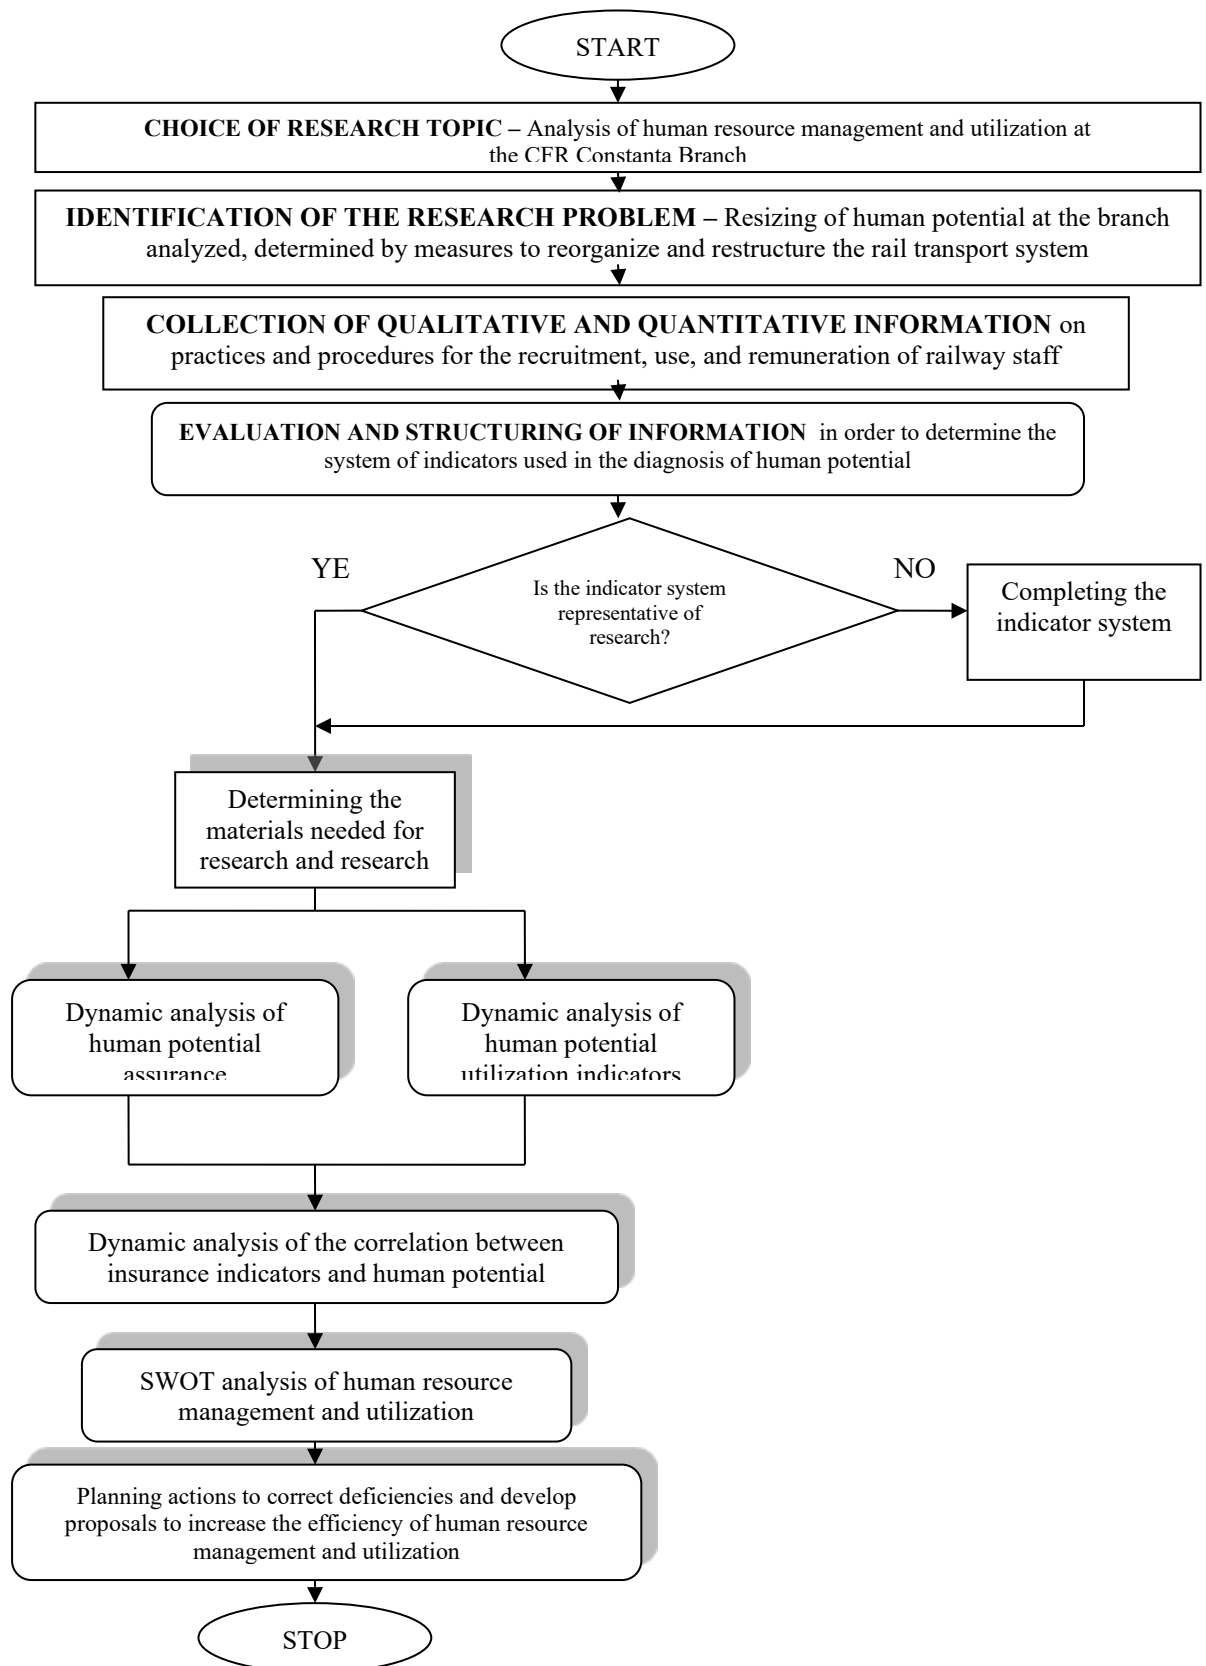 START
CHOICE OF RESEARCH TOPIC – Analysis of human resource management and utilization at
the CFR Constanta Branch
IDENTIFICATION OF THE RESEARCH PROBLEM – Resizing of human potential at the branch
analyzed, determined by measures to reorganize and restructure the rail transport system
COLLECTION OF QUALITATIVE AND QUANTITATIVE INFORMATION on
practices and procedures for the recruitment, use, and remuneration of railway staff
EVALUATION AND STRUCTURING OF INFORMATION in order to determine the
system of indicators used in the diagnosis of human potential
YE
Is the indicator system
representative of
research?
NO
Completing the
indicator system
Determining the
materials needed for
research and research
Dynamic analysis of
human potential
assurance
Dynamic analysis of
human potential
utilization indicators
Dynamic analysis of the correlation between
insurance indicators and human potential
SWOT analysis of human resource
management and utilization
Planning actions to correct deficiencies and develop
proposals to increase the efficiency of human resource
management and utilization
STOP